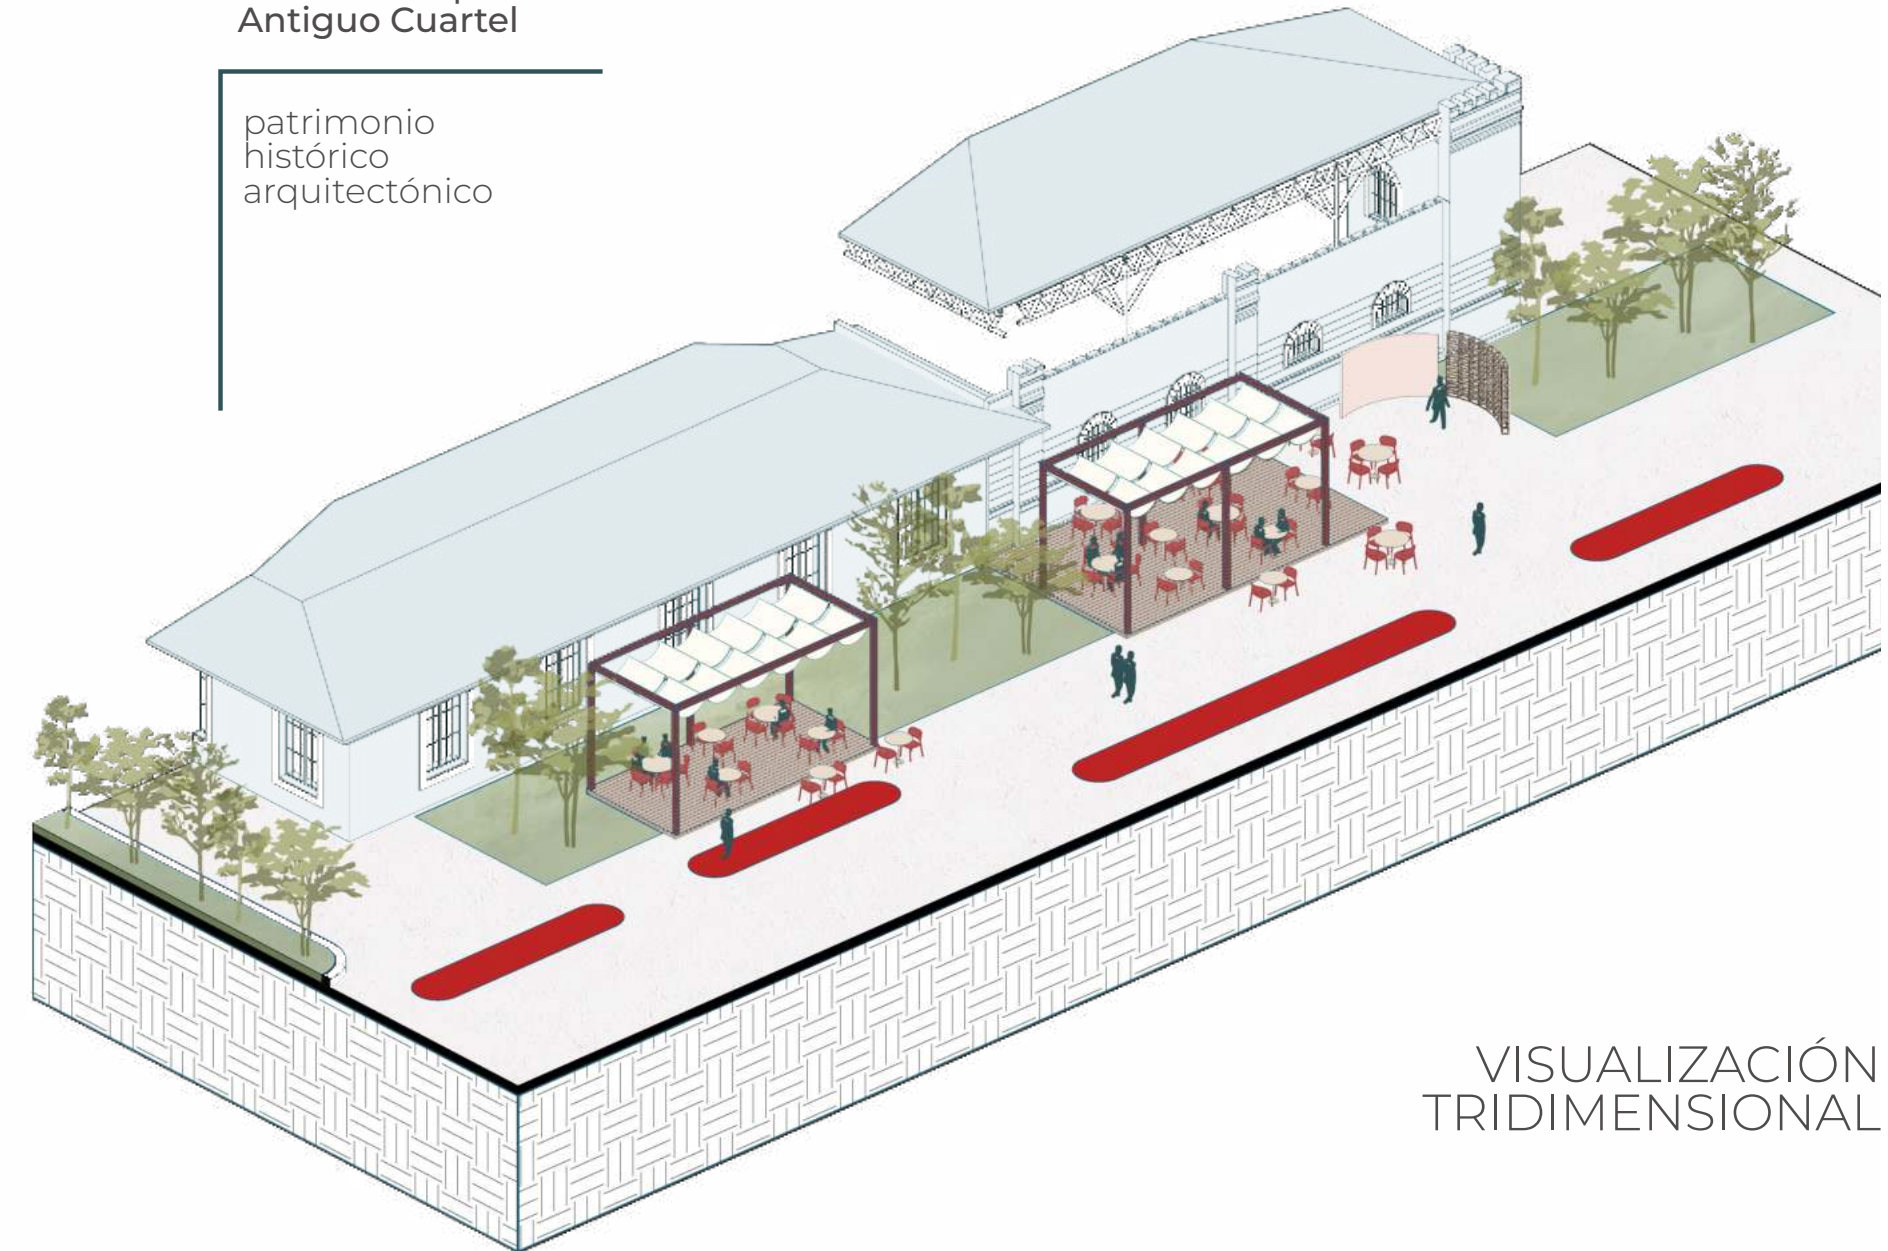 Antiguo Cuartel
patrimonio
histórico
arquitectónico
VISUALIZACIÓN
TRIDIMENSIONAL